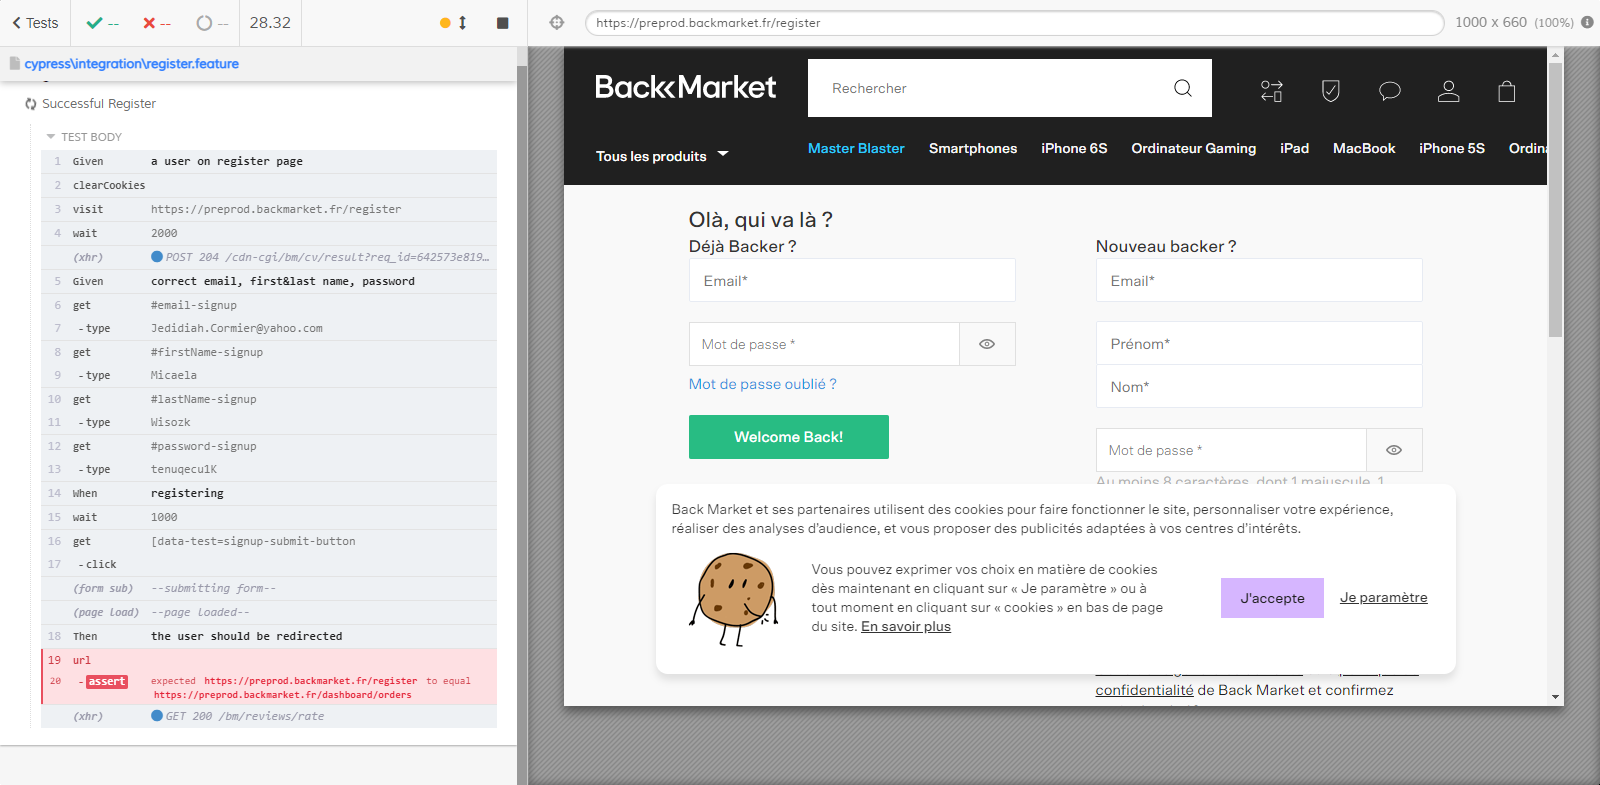 Tests
--
--
--
28.32
https://preprod.backmarket.fr/register
1000 x 660 (100%)
cypress\integration\register.feature
Successful Register
TEST BODY
1 Given a user on register page
2 clearCookies
3 visit https://preprod.backmarket.fr/register
4 wait 2000
(xhr) POST 204 /cdn-cgi/bm/cv/result?req_id=642573e819…
5 Given correct email, first&last name, password
6 get #email-signup
7 -type Jedidiah.Cormier@yahoo.com
8 get #firstName-signup
9 -type Micaela
10 get #lastName-signup
11 -type Wisozk
12 get #password-signup
13 -type tenuqecu1K
14 When registering
15 wait 1000
16 get [data-test=signup-submit-button
17 -click
(form sub) --submitting form--
(page load) --page loaded--
18 Then the user should be redirected
19 url
20 -assert expected https://preprod.backmarket.fr/register to equal
https://preprod.backmarket.fr/dashboard/orders
(xhr) GET 200 /bm/reviews/rate
Back Market
Rechercher
Tous les produits
Master Blaster Smartphones iPhone 6S Ordinateur Gaming iPad MacBook iPhone 5S Ordina
Olà, qui va là ?
Déjà Backer ?
Email*
Mot de passe *
Mot de passe oublié ?
Welcome Back!
Nouveau backer ?
Email*
Prénom*
Nom*
Mot de passe *
Au moins 8 caractères, dont 1 majuscule, 1
Back Market et ses partenaires utilisent des cookies pour faire fonctionner le site, personnaliser votre expérience,
réaliser des analyses d'audience, et vous proposer des publicités adaptées à vos centres d'intérêts.
Vous pouvez exprimer vos choix en matière de cookies
dès maintenant en cliquant sur « Je paramètre » ou à
tout moment en cliquant sur « cookies » en bas de page
du site. En savoir plus
J'accepte
Je paramètre
confidentialité de Back Market et confirmez